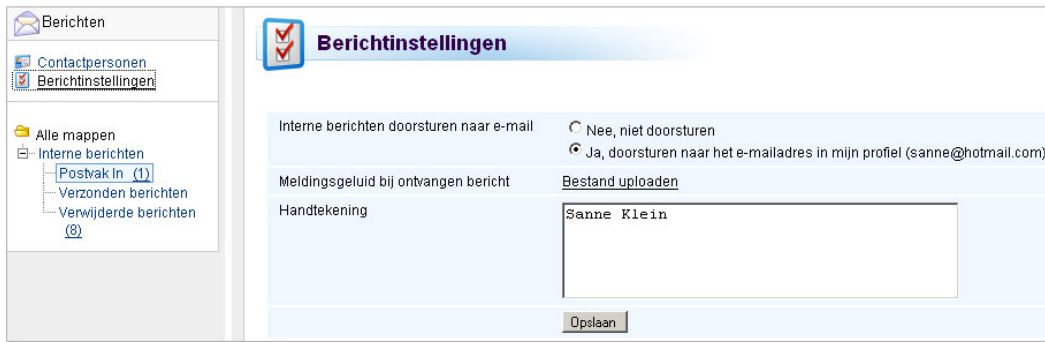 Berichten
Contactpersonen
Berichtinstellingen
Alle mappen
Interne berichten
Postvak In (1)
Verzonden berichten
Verwijderde berichten
(8)
Berichtinstellingen
Interne berichten doorsturen naar e-mail
Nee, niet doorsturen
Ja, doorsturen naar het e-mailadres in mijn profiel (sanne@hotmail.com)
Meldingsgeluid bij ontvangen bericht
Bestand uploaden
Handtekening
Sanne Klein
Opslaan